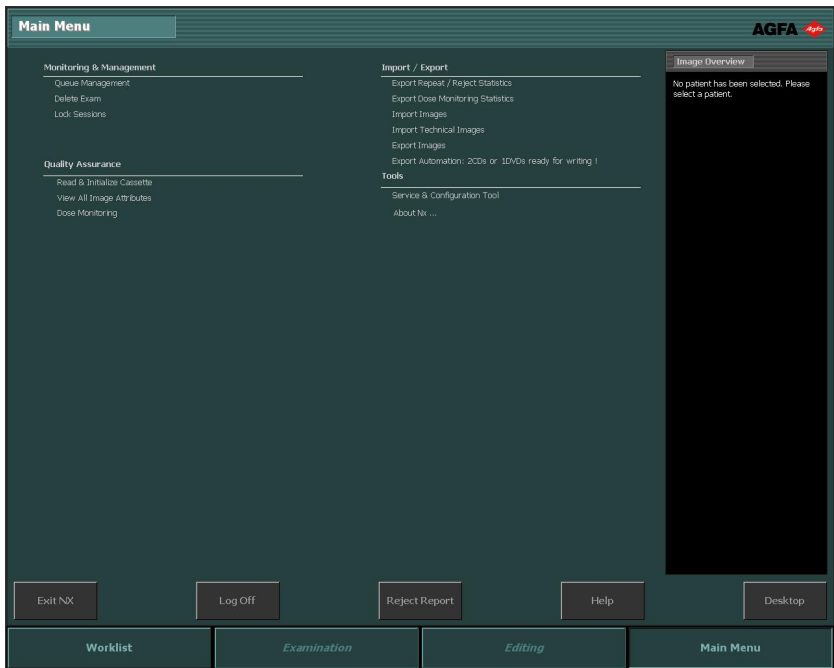 Main Menu
AGFA
Agfa
Monitoring & Management
Queue Management
Delete Exam
Lock Sessions
Quality Assurance
Read & Initialize Cassette
View All Image Attributes
Dose Monitoring
Import / Export
Export Repeat / Reject Statistics
Export Dose Monitoring Statistics
Import Images
Import Technical Images
Export Images
Export Automation: 2CDs or 1DVDs ready for writing !
Tools
Service & Configuration Tool
About Nx ...
Image Overview
No patient has been selected. Please
select a patient.
Exit NX
Log Off
Reject Report
Help
Desktop
Worklist
Examination
Editing
Main Menu